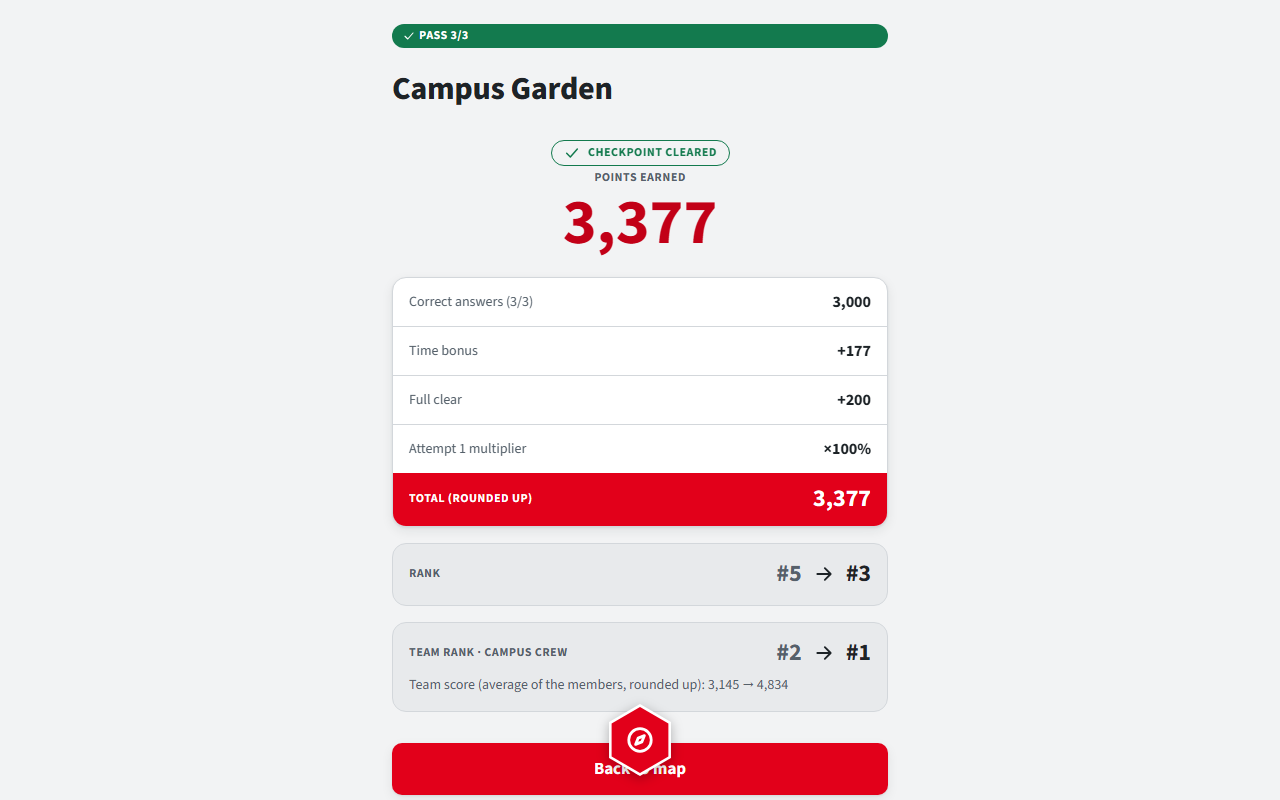 PASS 3/3
Campus Garden
CHECKPOINT CLEARED
POINTS EARNED
3,377
Correct answers (3/3) 3,000
Time bonus +177
Full clear +200
Attempt 1 multiplier ×100%
TOTAL (ROUNDED UP) 3,377
RANK #5 → #3
TEAM RANK · CAMPUS CREW #2 → #1
Team score (average of the members, rounded up): 3,145 → 4,834
Back map